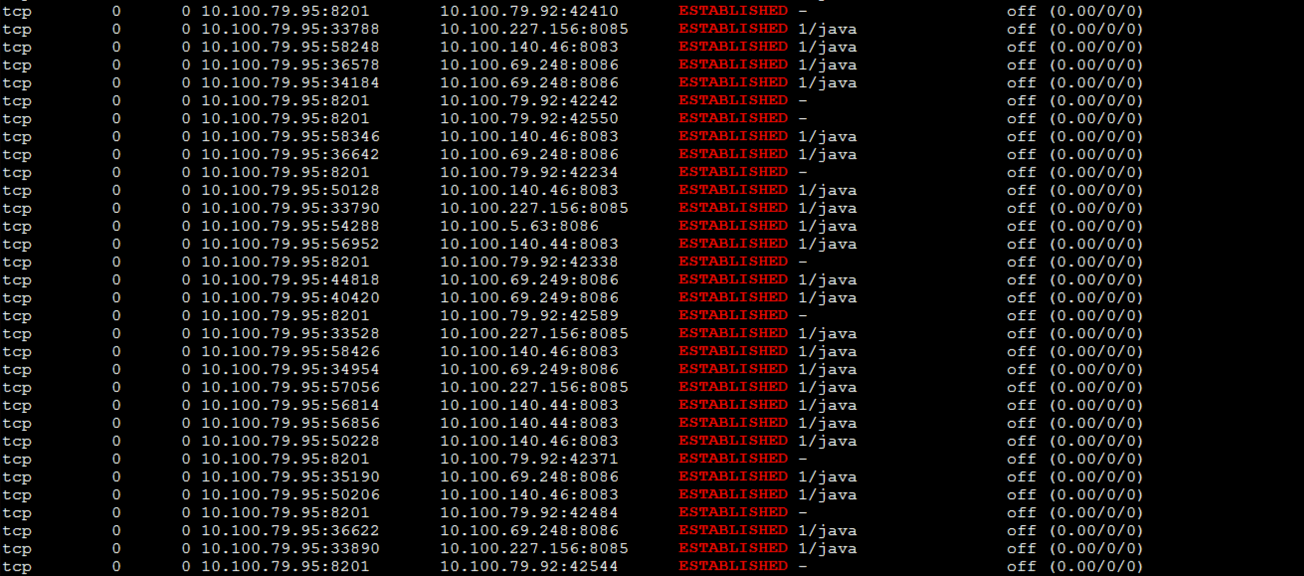 tcp 0 0 10.100.79.95:8201 10.100.79.92:42410 ESTABLISHED - off (0.00/0/0)
tcp 0 0 10.100.79.95:33788 10.100.227.156:8085 ESTABLISHED 1/java off (0.00/0/0)
tcp 0 0 10.100.79.95:58248 10.100.140.46:8083 ESTABLISHED 1/java off (0.00/0/0)
tcp 0 0 10.100.79.95:36578 10.100.69.248:8086 ESTABLISHED 1/java off (0.00/0/0)
tcp 0 0 10.100.79.95:34184 10.100.69.248:8086 ESTABLISHED 1/java off (0.00/0/0)
tcp 0 0 10.100.79.95:8201 10.100.79.92:42242 ESTABLISHED - off (0.00/0/0)
tcp 0 0 10.100.79.95:8201 10.100.79.92:42550 ESTABLISHED - off (0.00/0/0)
tcp 0 0 10.100.79.95:58346 10.100.140.46:8083 ESTABLISHED 1/java off (0.00/0/0)
tcp 0 0 10.100.79.95:36642 10.100.69.248:8086 ESTABLISHED 1/java off (0.00/0/0)
tcp 0 0 10.100.79.95:8201 10.100.79.92:42234 ESTABLISHED - off (0.00/0/0)
tcp 0 0 10.100.79.95:50128 10.100.140.46:8083 ESTABLISHED 1/java off (0.00/0/0)
tcp 0 0 10.100.79.95:33790 10.100.227.156:8085 ESTABLISHED 1/java off (0.00/0/0)
tcp 0 0 10.100.79.95:54288 10.100.5.63:8086 ESTABLISHED 1/java off (0.00/0/0)
tcp 0 0 10.100.79.95:56952 10.100.140.44:8083 ESTABLISHED 1/java off (0.00/0/0)
tcp 0 0 10.100.79.95:8201 10.100.79.92:42338 ESTABLISHED - off (0.00/0/0)
tcp 0 0 10.100.79.95:44818 10.100.69.249:8086 ESTABLISHED 1/java off (0.00/0/0)
tcp 0 0 10.100.79.95:40420 10.100.69.249:8086 ESTABLISHED 1/java off (0.00/0/0)
tcp 0 0 10.100.79.95:8201 10.100.79.92:42589 ESTABLISHED - off (0.00/0/0)
tcp 0 0 10.100.79.95:33528 10.100.227.156:8085 ESTABLISHED 1/java off (0.00/0/0)
tcp 0 0 10.100.79.95:58426 10.100.140.46:8083 ESTABLISHED 1/java off (0.00/0/0)
tcp 0 0 10.100.79.95:34954 10.100.69.249:8086 ESTABLISHED 1/java off (0.00/0/0)
tcp 0 0 10.100.79.95:57056 10.100.227.156:8085 ESTABLISHED 1/java off (0.00/0/0)
tcp 0 0 10.100.79.95:56814 10.100.140.44:8083 ESTABLISHED 1/java off (0.00/0/0)
tcp 0 0 10.100.79.95:56856 10.100.140.44:8083 ESTABLISHED 1/java off (0.00/0/0)
tcp 0 0 10.100.79.95:50228 10.100.140.46:8083 ESTABLISHED 1/java off (0.00/0/0)
tcp 0 0 10.100.79.95:8201 10.100.79.92:42371 ESTABLISHED - off (0.00/0/0)
tcp 0 0 10.100.79.95:35190 10.100.69.248:8086 ESTABLISHED 1/java off (0.00/0/0)
tcp 0 0 10.100.79.95:50206 10.100.140.46:8083 ESTABLISHED 1/java off (0.00/0/0)
tcp 0 0 10.100.79.95:8201 10.100.79.92:42484 ESTABLISHED - off (0.00/0/0)
tcp 0 0 10.100.79.95:36622 10.100.69.248:8086 ESTABLISHED 1/java off (0.00/0/0)
tcp 0 0 10.100.79.95:33890 10.100.227.156:8085 ESTABLISHED 1/java off (0.00/0/0)
tcp 0 0 10.100.79.95:8201 10.100.79.92:42544 ESTABLISHED - off (0.00/0/0)